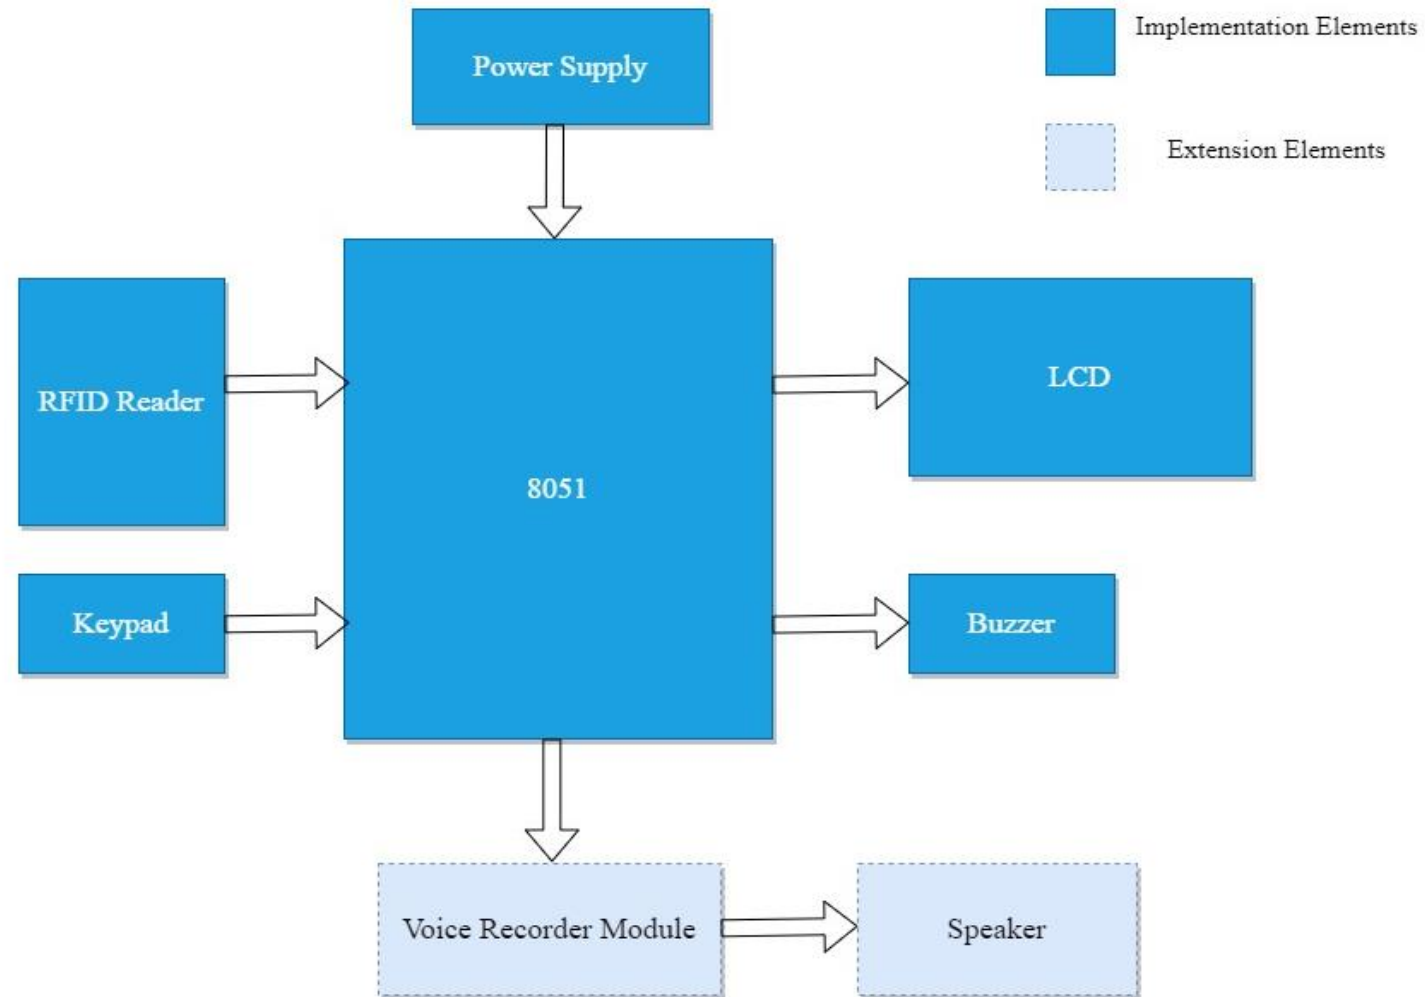 Power Supply
Implementation Elements
Extension Elements
RFID Reader
8051
LCD
Keypad
Buzzer
Voice Recorder Module
Speaker